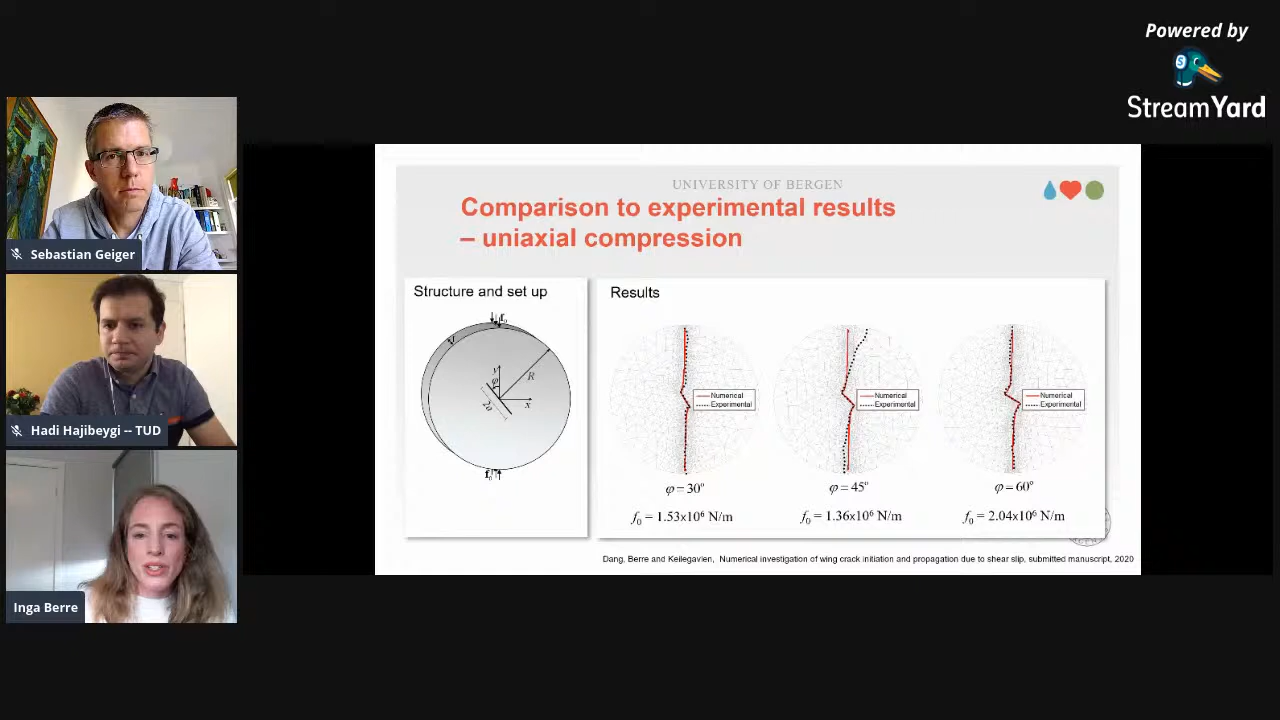 Powered by
StreamYard
Sebastian Geiger
Hadi Hajibeygi -- TUD
Inga Berre
UNIVERSITY OF BERGEN
Comparison to experimental results
– uniaxial compression
Structure and set up
f₀
R
y
φ
x
2a
Results
Numerical
Experimental
Numerical
Experimental
Numerical
Experimental
φ = 30°
φ = 45°
φ = 60°
f₀ = 1.53x10⁶ N/m
f₀ = 1.36x10⁶ N/m
f₀ = 2.04x10⁶ N/m
Dang, Berre and Keilegavlen, Numerical investigation of wing crack initiation and propagation due to shear slip, submitted manuscript, 2020